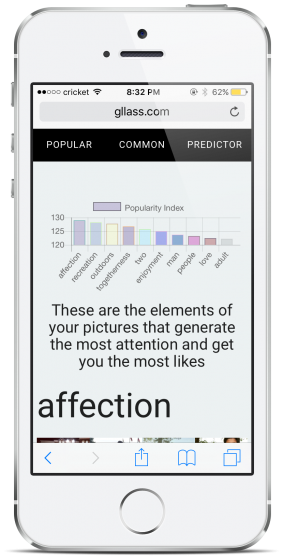 cricket 8:32 PM 62%
gllass.com
POPULAR COMMON PREDICTOR
Popularity Index
130
125
120
affection recreation outdoors togetherness two enjoyment man people love adult
These are the elements of
your pictures that generate
the most attention and get
you the most likes
affection